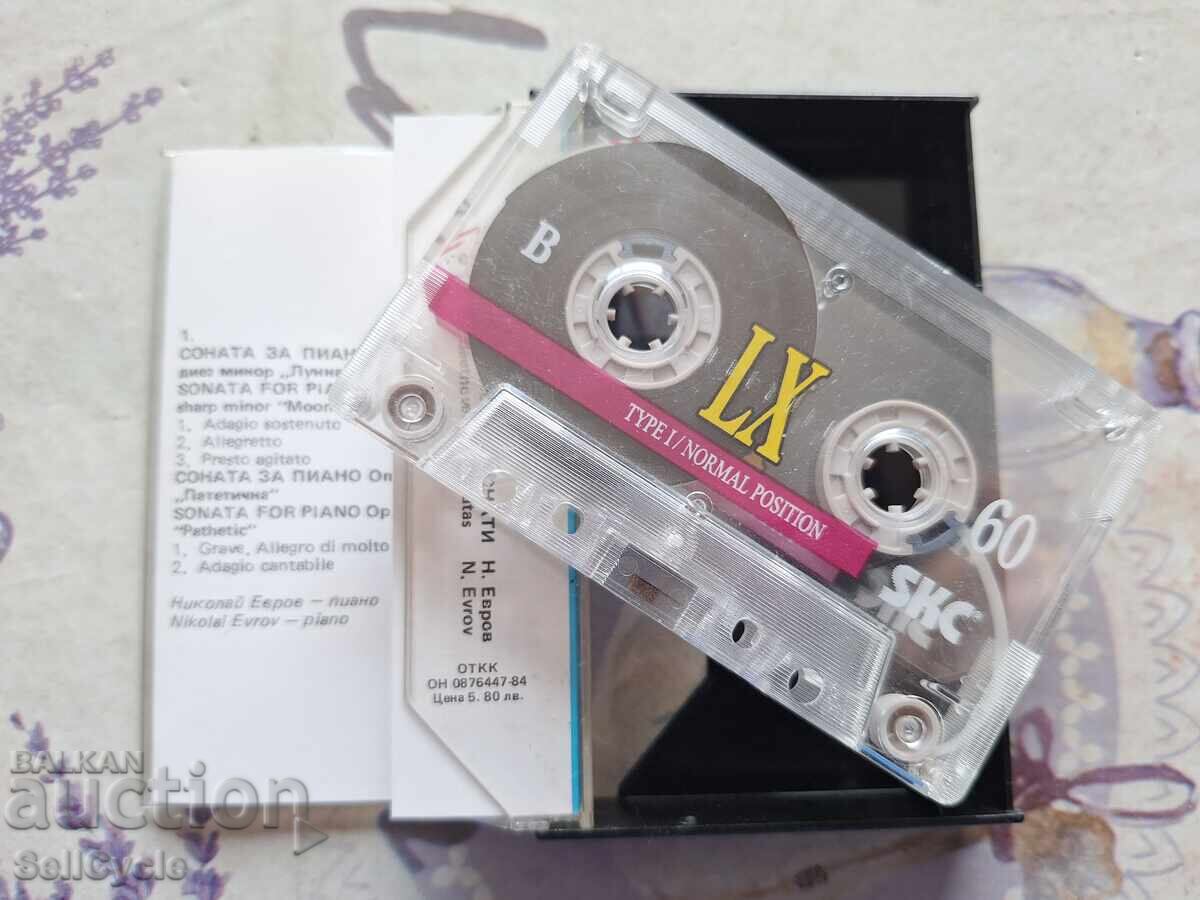 1.
СОНАТА ЗА ПИАНО
диез минор „Лунна
SONATA FOR PIANO
sharp minor "Moon
1. Adagio sostenuto
2. Allegretto
3. Presto agitato
СОНАТА ЗА ПИАНО Оп
„Патетична"
SONATA FOR PIANO Op.
"Pathetic"
1. Grave, Allegro di molto
2. Adagio cantabile
Николай Евров — пиано
Nikolai Evrov — piano
Н. Евров
N. Evrov
ОТКК
ОН 0876447-84
Цена 5. 80 лв.
B
LX
TYPE I / NORMAL POSITION
60
SKC
BALKAN
auction
SellCycle